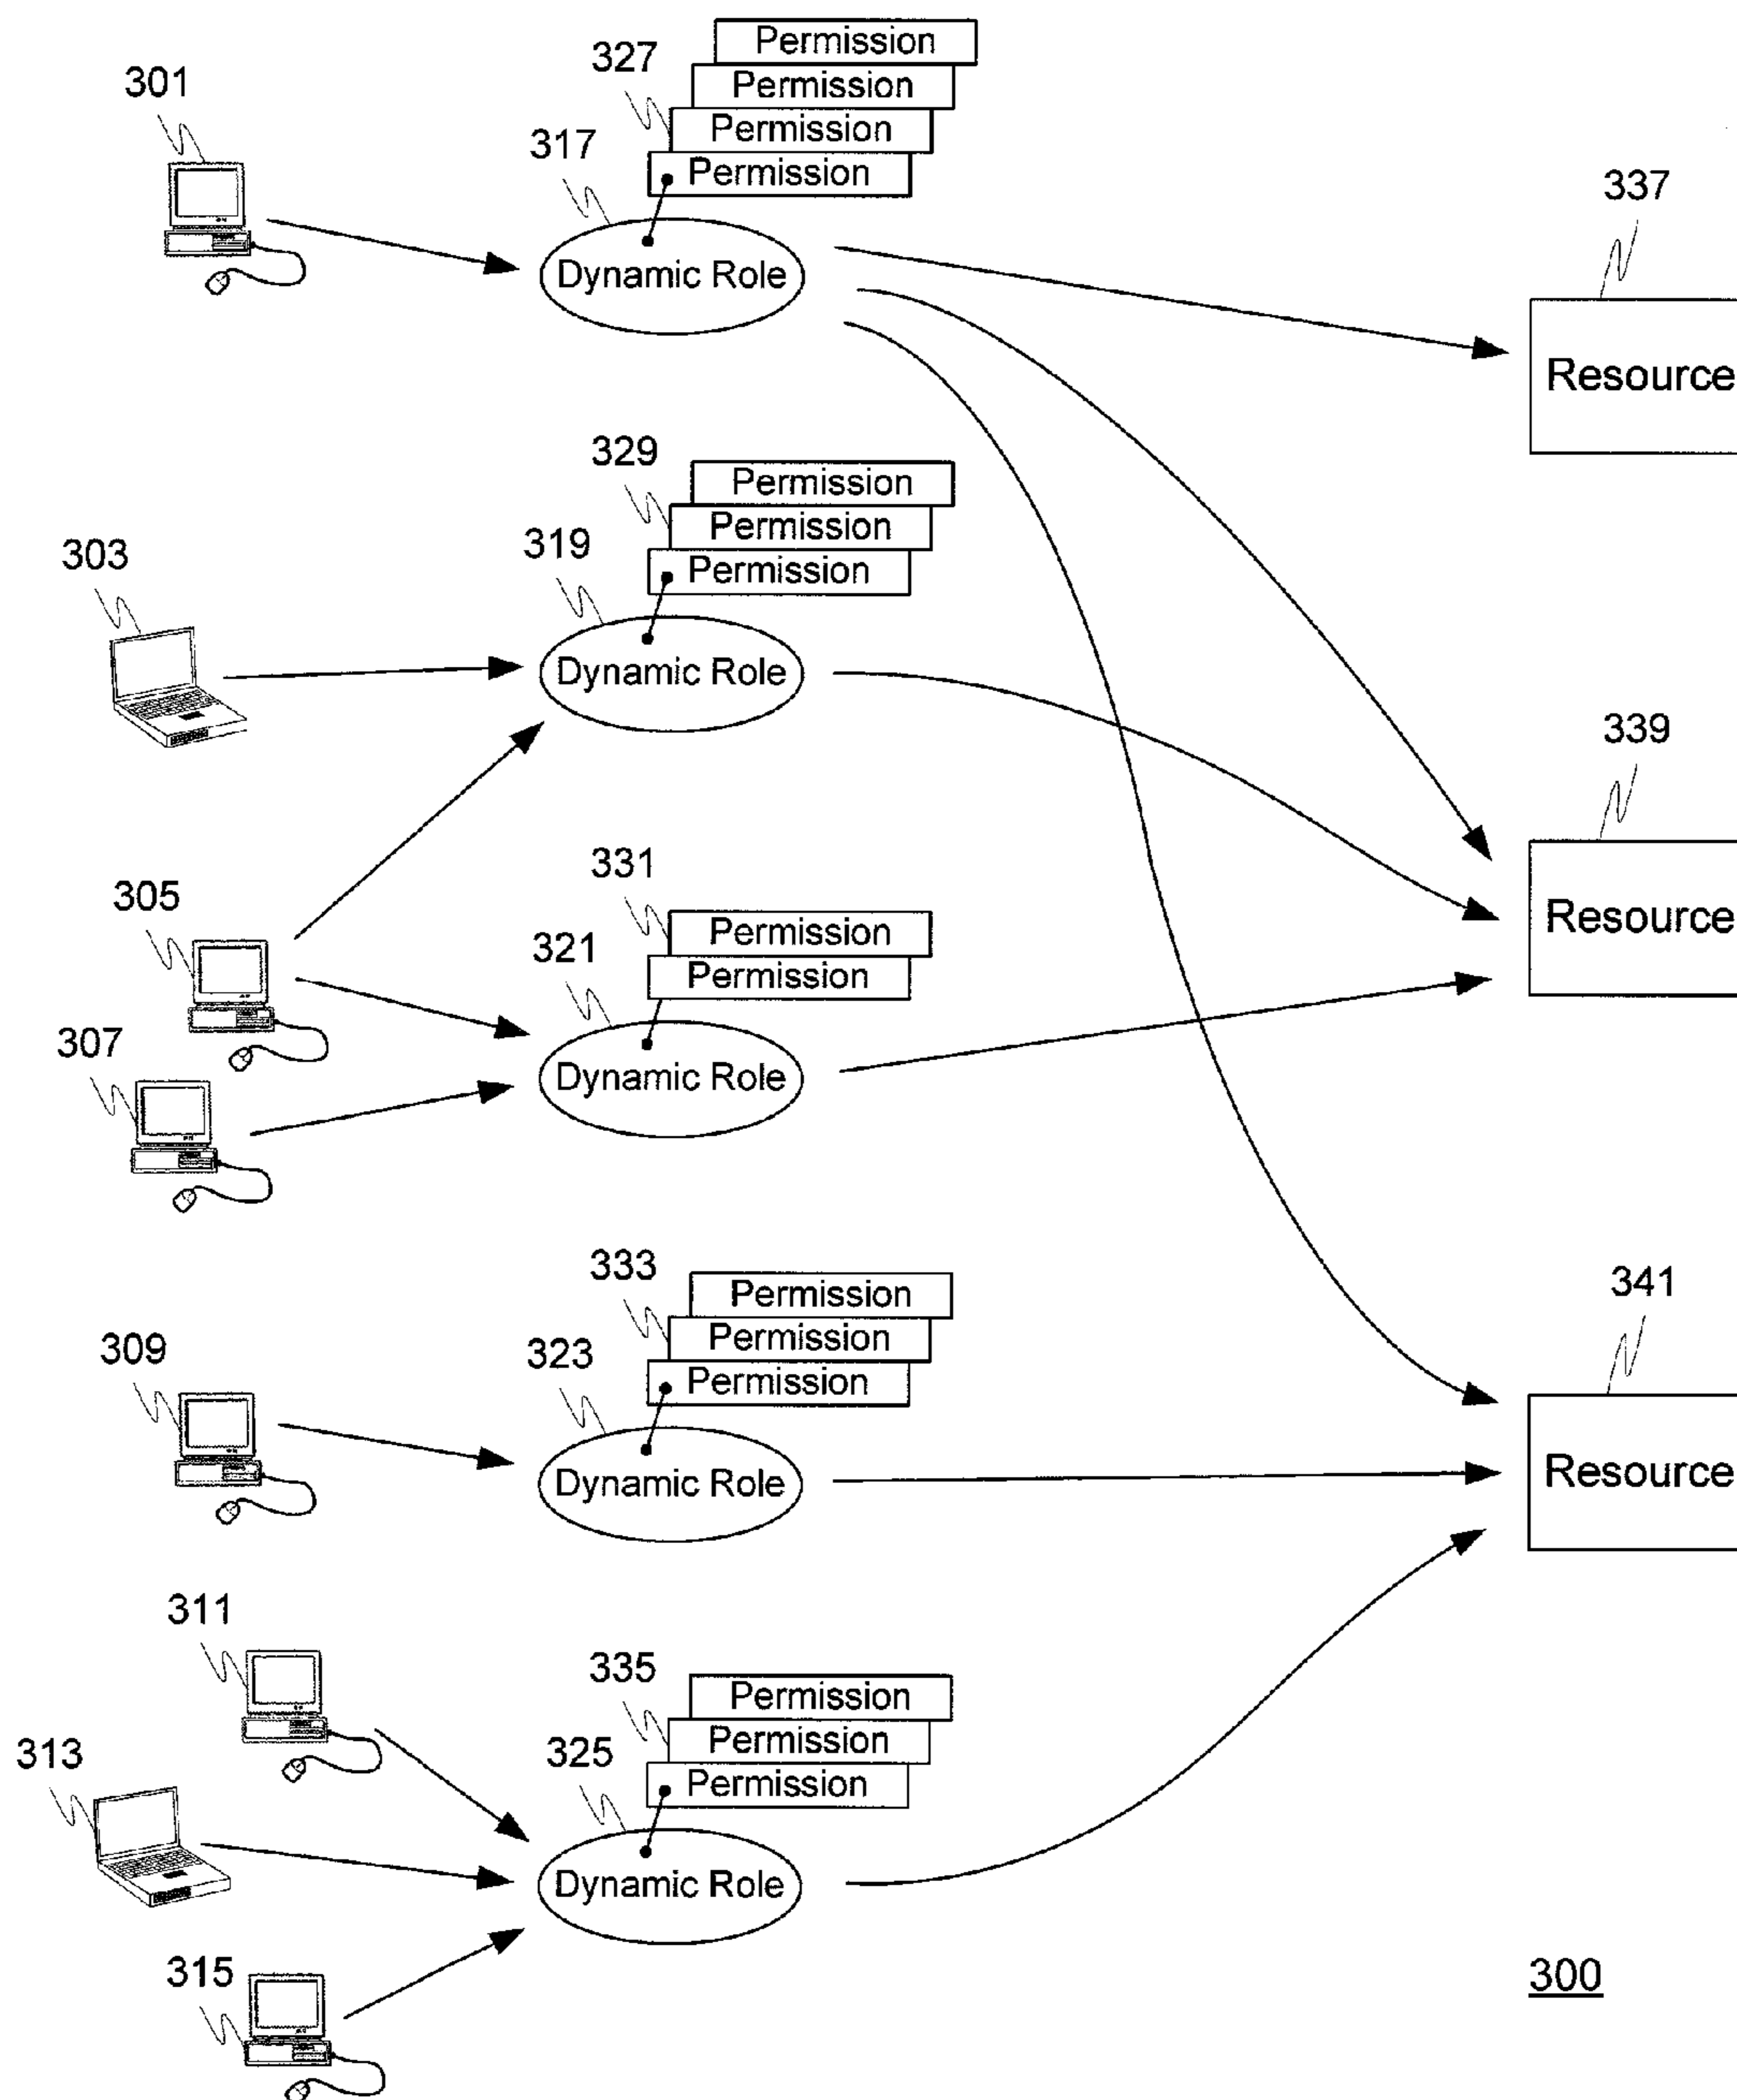 Permission
327
Permission
301
Permission
317
Permission
337
Dynamic Role
Resource
329
Permission
Permission
319
303
Permission
Dynamic Role
339
331
305
Permission
Resource
321
Permission
307
Dynamic Role
333
Permission
341
309
Permission
323
Permission
Dynamic Role
Resource
311
335
Permission
Permission
313
325
Permission
Dynamic Role
315
300